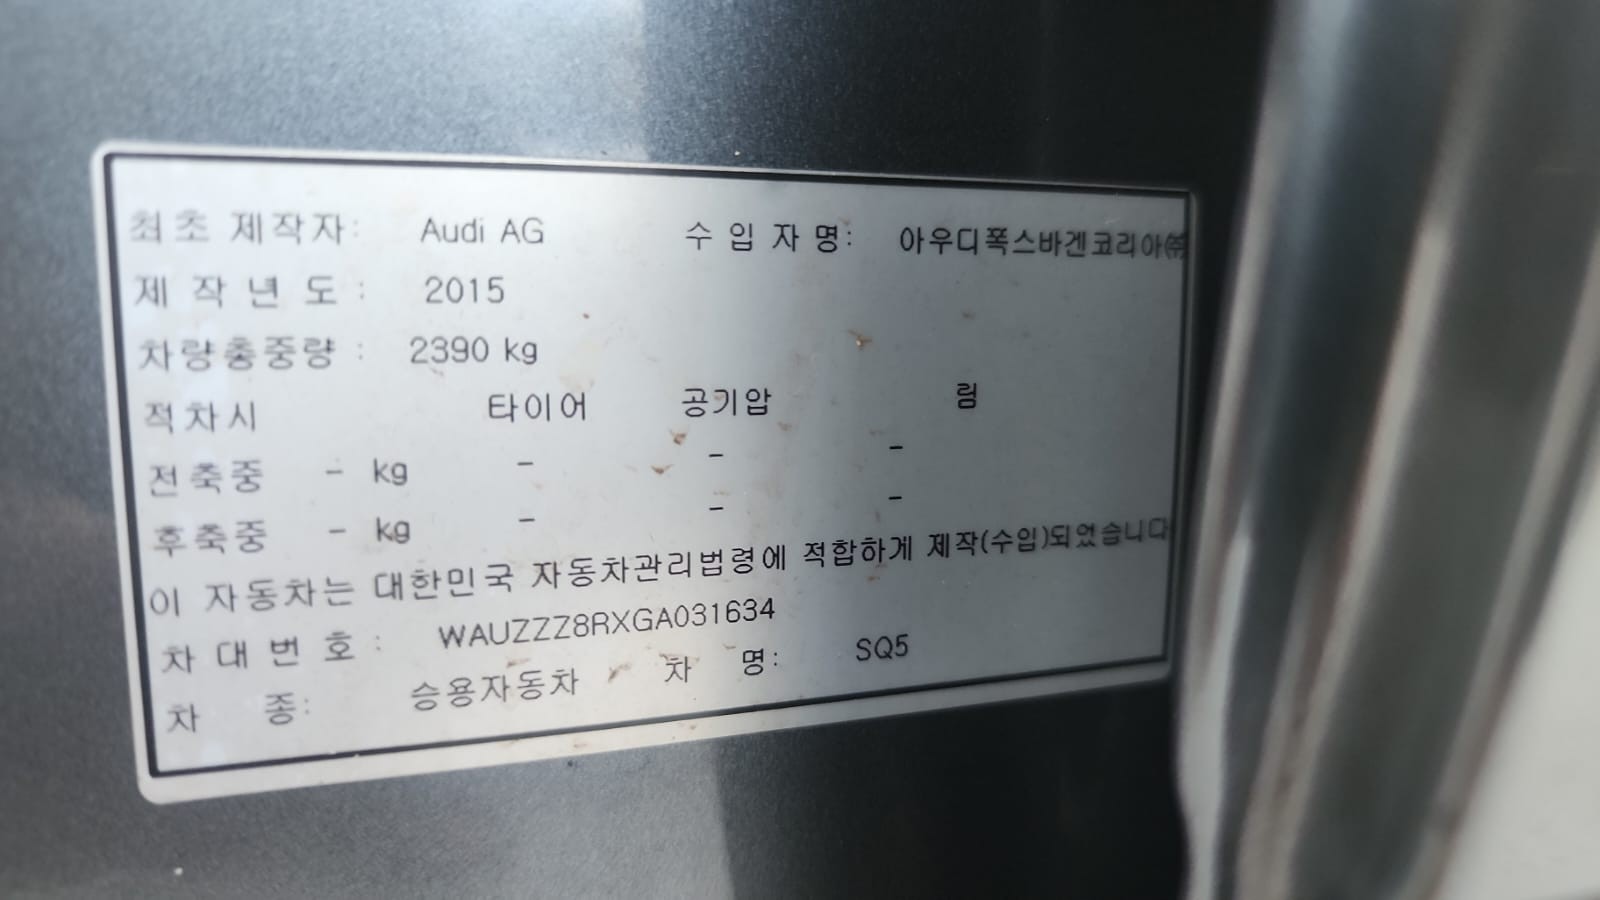 최초 제작자: Audi AG 수입자명: 아우디폭스바겐코리아㈜
제작년도: 2015
차량총중량: 2390 kg
적차시 타이어 공기압 림
전축중 - kg - - -
후축중 - kg - - -
이 자동차는 대한민국 자동차관리법령에 적합하게 제작(수입)되었습니다
차대번호: WAUZZZ8RXGA031634
차 종: 승용자동차 차 명: SQ5